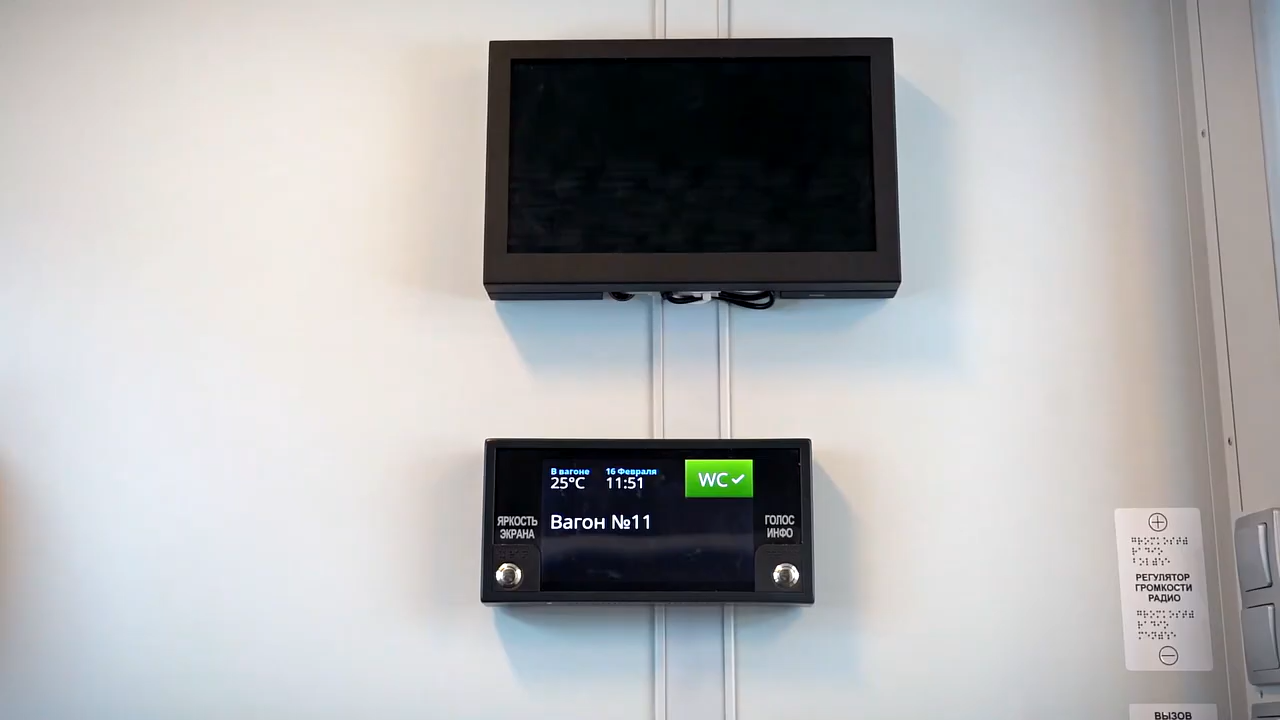 В вагоне 16 Февраля
25°C 11:51
WC
Вагон №11
ЯРКОСТЬ
ЭКРАНА
ГОЛОС
ИНФО
РЕГУЛЯТОР
ГРОМКОСТИ
РАДИО
ВЫЗОВ